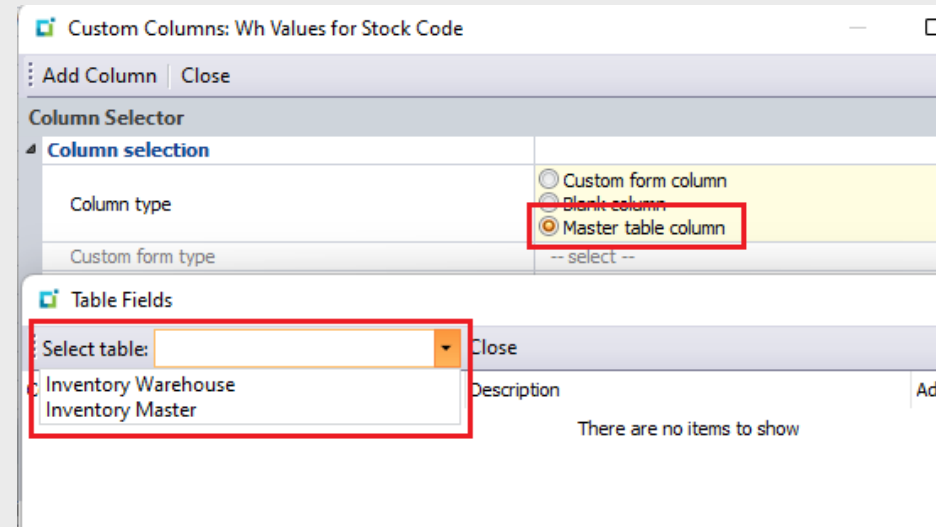 Custom Columns: Wh Values for Stock Code
Add Column Close
Column Selector
Column selection
Column type
Custom form column
Blank column
Master table column
Custom form type
-- select --
Table Fields
Select table:
Close
Inventory Warehouse
Inventory Master
Description
Ad
There are no items to show